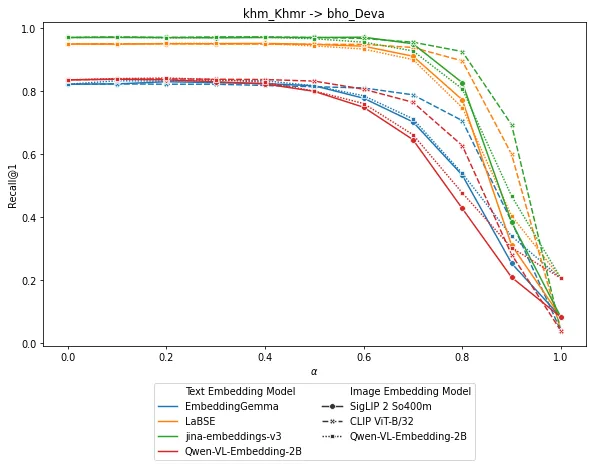 khm_Khmr -> bho_Deva
Recall@1
1.0
0.8
0.6
0.4
0.2
0.0
0.0 0.2 0.4 0.6 0.8 1.0
α
Text Embedding Model Image Embedding Model
EmbeddingGemma SigLIP 2 So400m
LaBSE CLIP ViT-B/32
jina-embeddings-v3 Qwen-VL-Embedding-2B
Qwen-VL-Embedding-2B